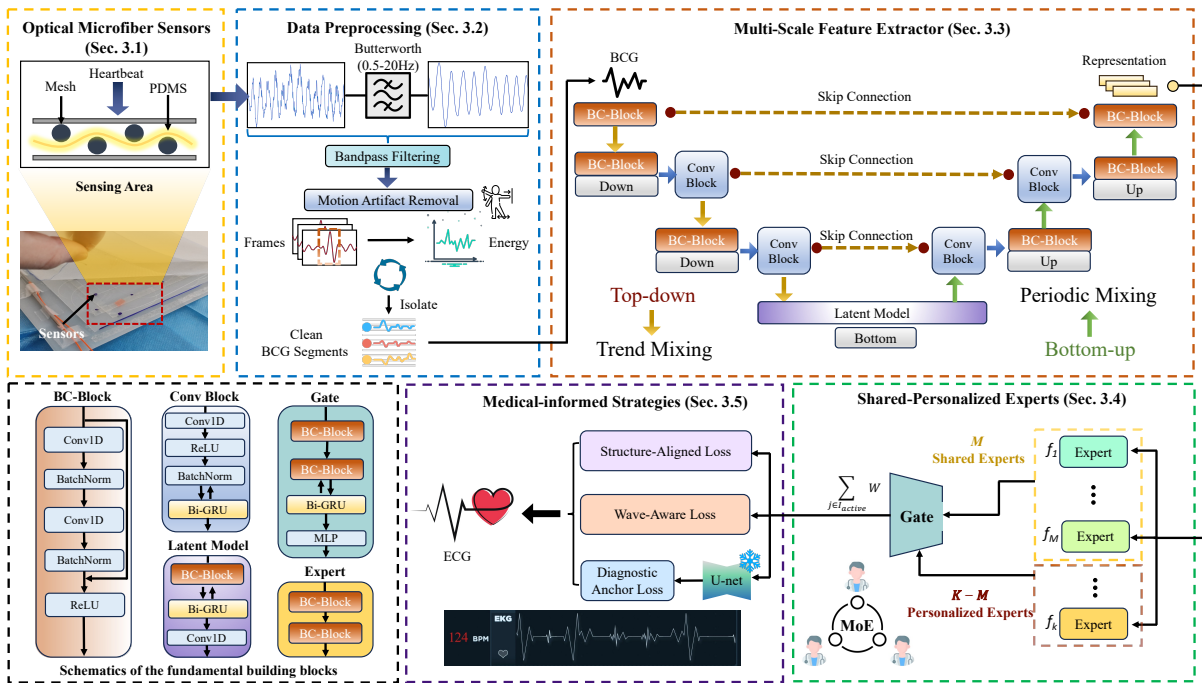 Optical Microfiber Sensors
(Sec. 3.1)
Heartbeat
Mesh
PDMS
Sensing Area
Sensors
Data Preprocessing (Sec. 3.2)
Butterworth
(0.5-20Hz)
Bandpass Filtering
Motion Artifact Removal
Frames
Energy
Isolate
Clean
BCG Segments
Multi-Scale Feature Extractor (Sec. 3.3)
BCG
Representation
BC-Block
Skip Connection
BC-Block
BC-Block
Down
Conv
Block
Skip Connection
Conv
Block
BC-Block
Up
BC-Block
Down
Conv
Block
Skip Connection
Conv
Block
BC-Block
Up
Top-down
Trend Mixing
Latent Model
Bottom
Periodic Mixing
Bottom-up
BC-Block
Conv1D
BatchNorm
Conv1D
BatchNorm
ReLU
Conv Block
Conv1D
ReLU
BatchNorm
Bi-GRU
Latent Model
BC-Block
Bi-GRU
Conv1D
Gate
BC-Block
BC-Block
Bi-GRU
MLP
Expert
BC-Block
BC-Block
Schematics of the fundamental building blocks
Medical-informed Strategies (Sec. 3.5)
Structure-Aligned Loss
Wave-Aware Loss
Diagnostic
Anchor Loss
U-net
ECG
124 BPM
EKG
Shared-Personalized Experts (Sec. 3.4)
∑ W
j∈I_active
Gate
M
Shared Experts
f_1 Expert
f_M Expert
K − M
Personalized Experts
f_k Expert
MoE